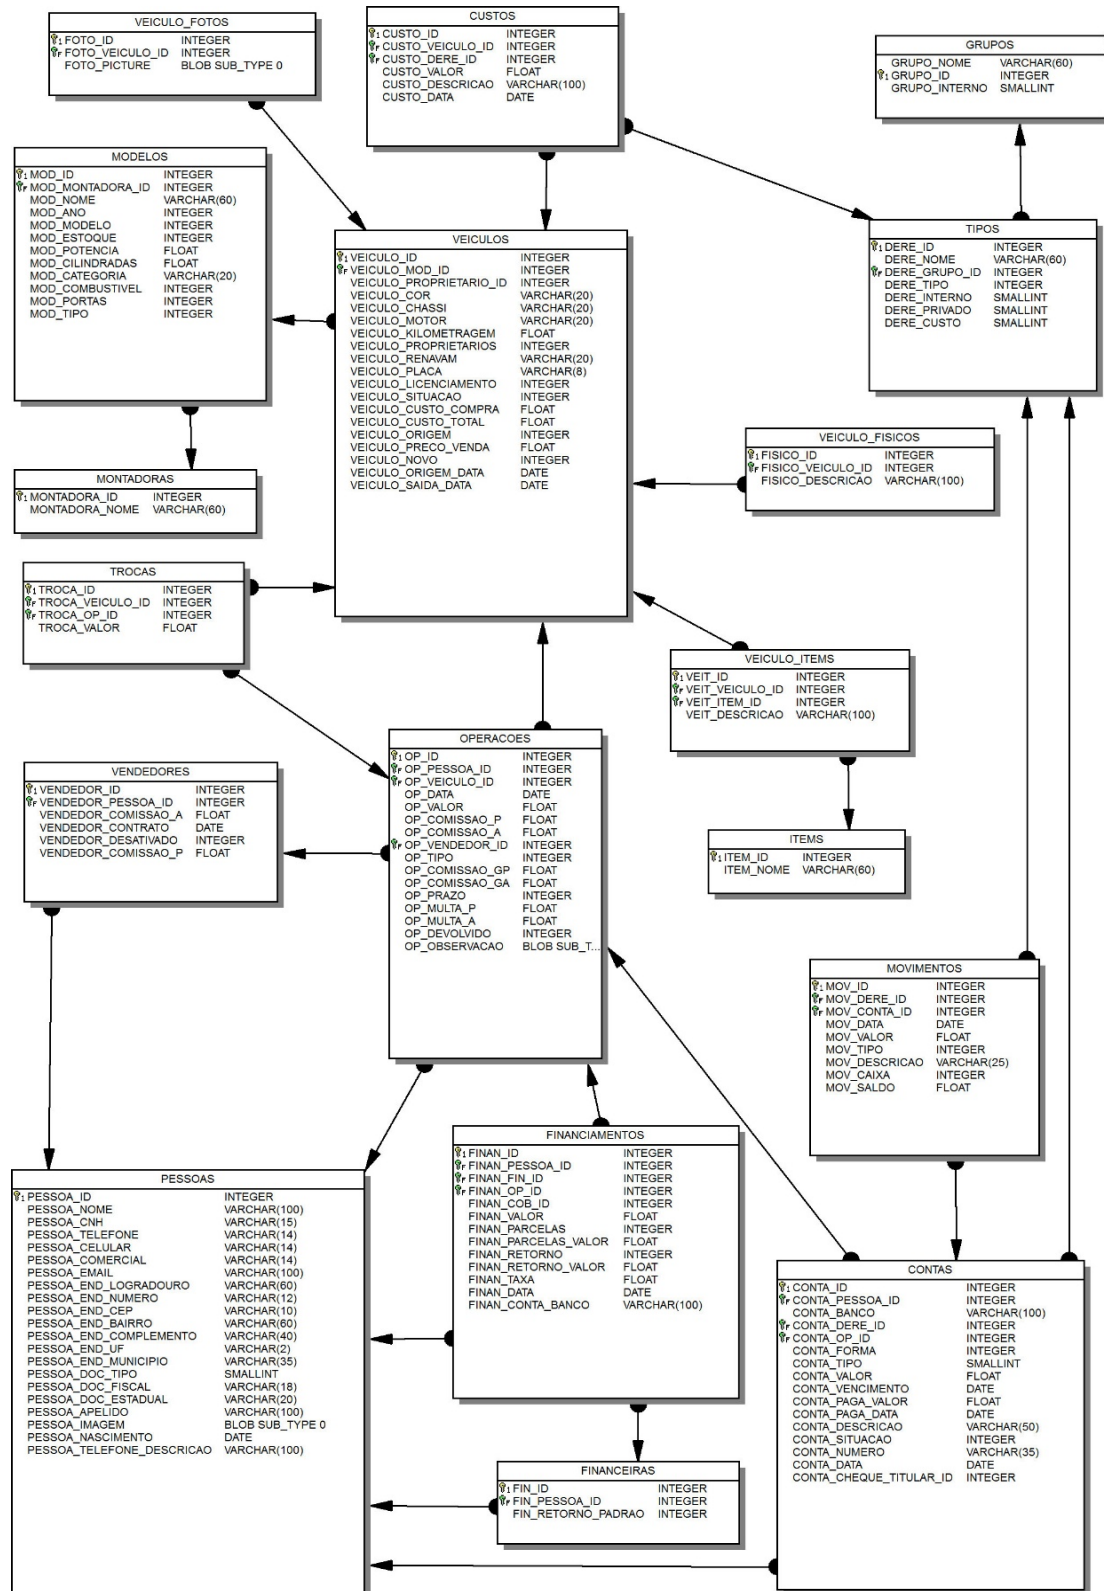 VEICULO_FOTOS
1 FOTO_ID INTEGER
F FOTO_VEICULO_ID INTEGER
FOTO_PICTURE BLOB SUB_TYPE 0
CUSTOS
1 CUSTO_ID INTEGER
F CUSTO_VEICULO_ID INTEGER
F CUSTO_DERE_ID INTEGER
CUSTO_VALOR FLOAT
CUSTO_DESCRICAO VARCHAR(100)
CUSTO_DATA DATE
GRUPOS
GRUPO_NOME VARCHAR(60)
1 GRUPO_ID INTEGER
GRUPO_INTERNO SMALLINT
MODELOS
1 MOD_ID INTEGER
F MOD_MONTADORA_ID INTEGER
MOD_NOME VARCHAR(60)
MOD_ANO INTEGER
MOD_MODELO INTEGER
MOD_ESTOQUE INTEGER
MOD_POTENCIA FLOAT
MOD_CILINDRADAS FLOAT
MOD_CATEGORIA VARCHAR(20)
MOD_COMBUSTIVEL INTEGER
MOD_PORTAS INTEGER
MOD_TIPO INTEGER
VEICULOS
1 VEICULO_ID INTEGER
F VEICULO_MOD_ID INTEGER
VEICULO_PROPRIETARIO_ID INTEGER
VEICULO_COR VARCHAR(20)
VEICULO_CHASSI VARCHAR(20)
VEICULO_MOTOR VARCHAR(20)
VEICULO_KILOMETRAGEM FLOAT
VEICULO_PROPRIETARIOS INTEGER
VEICULO_RENAVAM VARCHAR(20)
VEICULO_PLACA VARCHAR(8)
VEICULO_LICENCIAMENTO INTEGER
VEICULO_SITUACAO INTEGER
VEICULO_CUSTO_COMPRA FLOAT
VEICULO_CUSTO_TOTAL FLOAT
VEICULO_ORIGEM INTEGER
VEICULO_PRECO_VENDA FLOAT
VEICULO_NOVO INTEGER
VEICULO_ORIGEM_DATA DATE
VEICULO_SAIDA_DATA DATE
TIPOS
1 DERE_ID INTEGER
DERE_NOME VARCHAR(60)
F DERE_GRUPO_ID INTEGER
DERE_TIPO INTEGER
DERE_INTERNO SMALLINT
DERE_PRIVADO SMALLINT
DERE_CUSTO SMALLINT
VEICULO_FISICOS
1 FISICO_ID INTEGER
F FISICO_VEICULO_ID INTEGER
FISICO_DESCRICAO VARCHAR(100)
MONTADORAS
1 MONTADORA_ID INTEGER
MONTADORA_NOME VARCHAR(60)
TROCAS
1 TROCA_ID INTEGER
F TROCA_VEICULO_ID INTEGER
F TROCA_OP_ID INTEGER
TROCA_VALOR FLOAT
VEICULO_ITEMS
1 VEIT_ID INTEGER
F VEIT_VEICULO_ID INTEGER
F VEIT_ITEM_ID INTEGER
VEIT_DESCRICAO VARCHAR(100)
OPERACOES
1 OP_ID INTEGER
F OP_PESSOA_ID INTEGER
F OP_VEICULO_ID INTEGER
OP_DATA DATE
OP_VALOR FLOAT
OP_COMISSAO_P FLOAT
OP_COMISSAO_A FLOAT
F OP_VENDEDOR_ID INTEGER
OP_TIPO INTEGER
OP_COMISSAO_GP FLOAT
OP_COMISSAO_GA FLOAT
OP_PRAZO INTEGER
OP_MULTA_P FLOAT
OP_MULTA_A FLOAT
OP_DEVOLVIDO INTEGER
OP_OBSERVACAO BLOB SUB_T...
VENDEDORES
1 VENDEDOR_ID INTEGER
F VENDEDOR_PESSOA_ID INTEGER
VENDEDOR_COMISSAO_A FLOAT
VENDEDOR_CONTRATO DATE
VENDEDOR_DESATIVADO INTEGER
VENDEDOR_COMISSAO_P FLOAT
ITEMS
1 ITEM_ID INTEGER
ITEM_NOME VARCHAR(60)
MOVIMENTOS
1 MOV_ID INTEGER
F MOV_DERE_ID INTEGER
F MOV_CONTA_ID INTEGER
MOV_DATA DATE
MOV_VALOR FLOAT
MOV_TIPO INTEGER
MOV_DESCRICAO VARCHAR(25)
MOV_CAIXA INTEGER
MOV_SALDO FLOAT
FINANCIAMENTOS
1 FINAN_ID INTEGER
F FINAN_PESSOA_ID INTEGER
F FINAN_FIN_ID INTEGER
F FINAN_OP_ID INTEGER
FINAN_COB_ID INTEGER
FINAN_VALOR FLOAT
FINAN_PARCELAS INTEGER
FINAN_PARCELAS_VALOR FLOAT
FINAN_RETORNO INTEGER
FINAN_RETORNO_VALOR FLOAT
FINAN_TAXA FLOAT
FINAN_DATA DATE
FINAN_CONTA_BANCO VARCHAR(100)
PESSOAS
1 PESSOA_ID INTEGER
PESSOA_NOME VARCHAR(100)
PESSOA_CNH VARCHAR(15)
PESSOA_TELEFONE VARCHAR(14)
PESSOA_CELULAR VARCHAR(14)
PESSOA_COMERCIAL VARCHAR(14)
PESSOA_EMAIL VARCHAR(100)
PESSOA_END_LOGRADOURO VARCHAR(60)
PESSOA_END_NUMERO VARCHAR(12)
PESSOA_END_CEP VARCHAR(10)
PESSOA_END_BAIRRO VARCHAR(60)
PESSOA_END_COMPLEMENTO VARCHAR(40)
PESSOA_END_UF VARCHAR(2)
PESSOA_END_MUNICIPIO VARCHAR(35)
PESSOA_DOC_TIPO SMALLINT
PESSOA_DOC_FISCAL VARCHAR(18)
PESSOA_DOC_ESTADUAL VARCHAR(20)
PESSOA_APELIDO VARCHAR(100)
PESSOA_IMAGEM BLOB SUB_TYPE 0
PESSOA_NASCIMENTO DATE
PESSOA_TELEFONE_DESCRICAO VARCHAR(100)
CONTAS
1 CONTA_ID INTEGER
F CONTA_PESSOA_ID INTEGER
CONTA_BANCO VARCHAR(100)
F CONTA_DERE_ID INTEGER
F CONTA_OP_ID INTEGER
CONTA_FORMA INTEGER
CONTA_TIPO SMALLINT
CONTA_VALOR FLOAT
CONTA_VENCIMENTO DATE
CONTA_PAGA_VALOR FLOAT
CONTA_PAGA_DATA DATE
CONTA_DESCRICAO VARCHAR(50)
CONTA_SITUACAO INTEGER
CONTA_NUMERO VARCHAR(35)
CONTA_DATA DATE
CONTA_CHEQUE_TITULAR_ID INTEGER
FINANCEIRAS
1 FIN_ID INTEGER
F FIN_PESSOA_ID INTEGER
FIN_RETORNO_PADRAO INTEGER